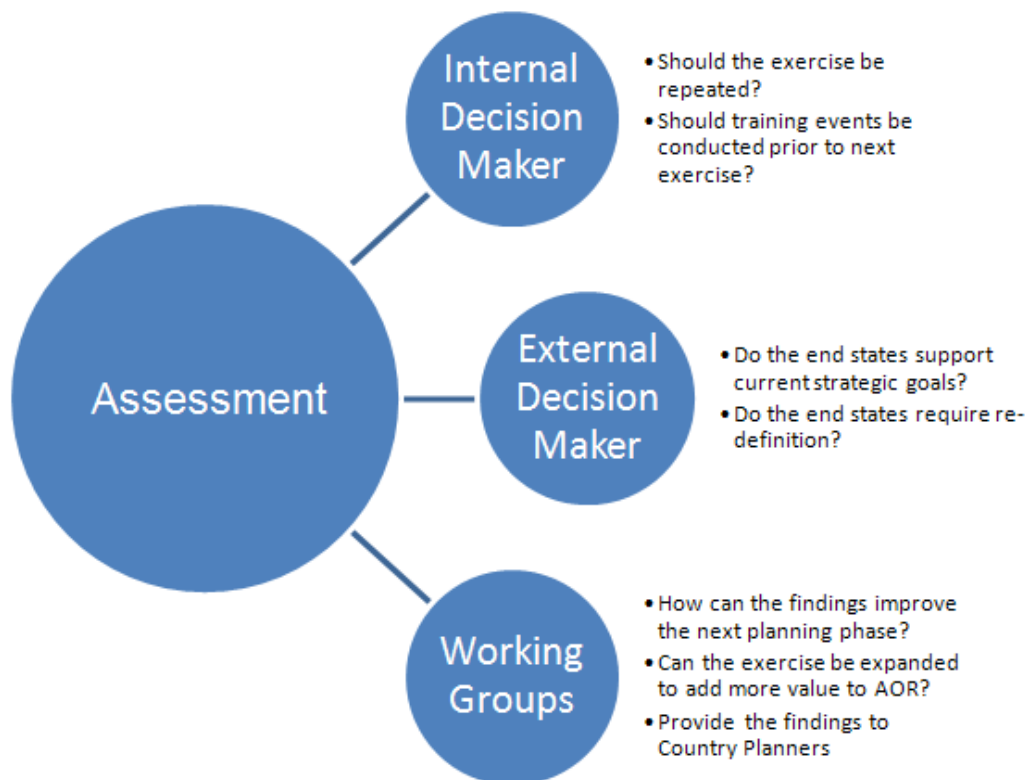 Internal
Decision
Maker
• Should the exercise be
repeated?
• Should training events be
conducted prior to next
exercise?
Assessment
External
Decision
Maker
• Do the end states support
current strategic goals?
• Do the end states require re-
definition?
Working
Groups
• How can the findings improve
the next planning phase?
• Can the exercise be expanded
to add more value to AOR?
• Provide the findings to
Country Planners